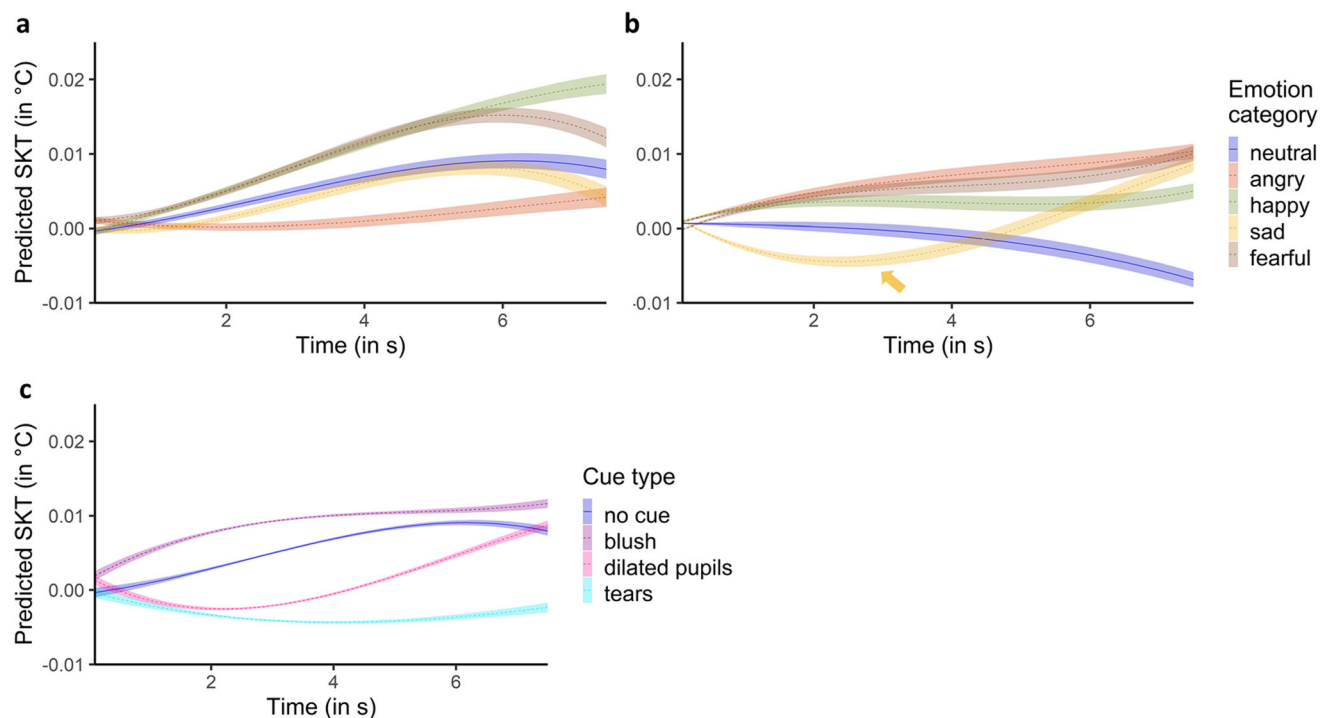 a
Predicted SKT (in °C)
0.02
0.01
0.00
-0.01
2
4
6
Time (in s)
b
0.02
0.01
0.00
-0.01
2
4
6
Time (in s)
Emotion
category
neutral
angry
happy
sad
fearful
c
Predicted SKT (in °C)
0.02
0.01
0.00
-0.01
2
4
6
Time (in s)
Cue type
no cue
blush
dilated pupils
tears